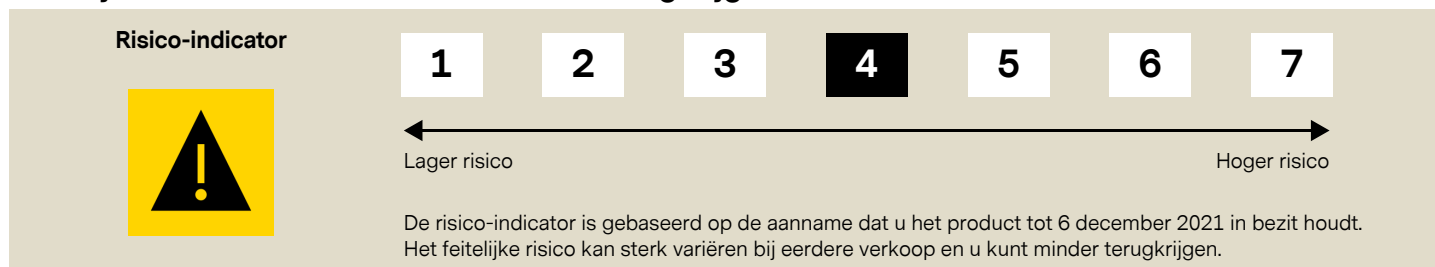 Risico-indicator
1 2 3 4 5 6 7
Lager risico Hoger risico
De risico-indicator is gebaseerd op de aanname dat u het product tot 6 december 2021 in bezit houdt.
Het feitelijke risico kan sterk variëren bij eerdere verkoop en u kunt minder terugkrijgen.